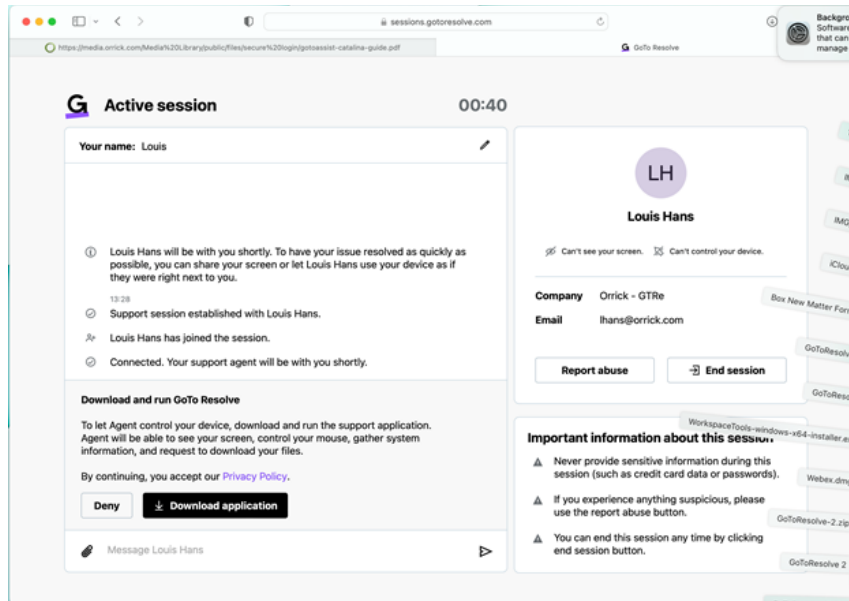 sessions.gotoresolve.com
Backgrou
Software
that can
manage
https://media.orrick.com/Media%20Library/public/files/secure%20login/gotoassist-catalina-guide.pdf
GoTo Resolve
Active session
00:40
Your name: Louis
LH
Louis Hans
Can't see your screen. Can't control your device.
Louis Hans will be with you shortly. To have your issue resolved as quickly as
possible, you can share your screen or let Louis Hans use your device as if
they were right next to you.
13:28
Support session established with Louis Hans.
Louis Hans has joined the session.
Connected. Your support agent will be with you shortly.
Company Orrick - GTRe
Email lhans@orrick.com
Report abuse
End session
Download and run GoTo Resolve
To let Agent control your device, download and run the support application.
Agent will be able to see your screen, control your mouse, gather system
information, and request to download your files.
By continuing, you accept our Privacy Policy.
Deny
Download application
Message Louis Hans
Important information about this session
Never provide sensitive information during this
session (such as credit card data or passwords).
If you experience anything suspicious, please
use the report abuse button.
You can end this session any time by clicking
end session button.
IMG
iCloud
Box New Matter Form
GoToResolve
GoToReso
WorkspaceTools-windows-x64-installer.ex
Webex.dmg
GoToResolve-2.zip
GoToResolve 2